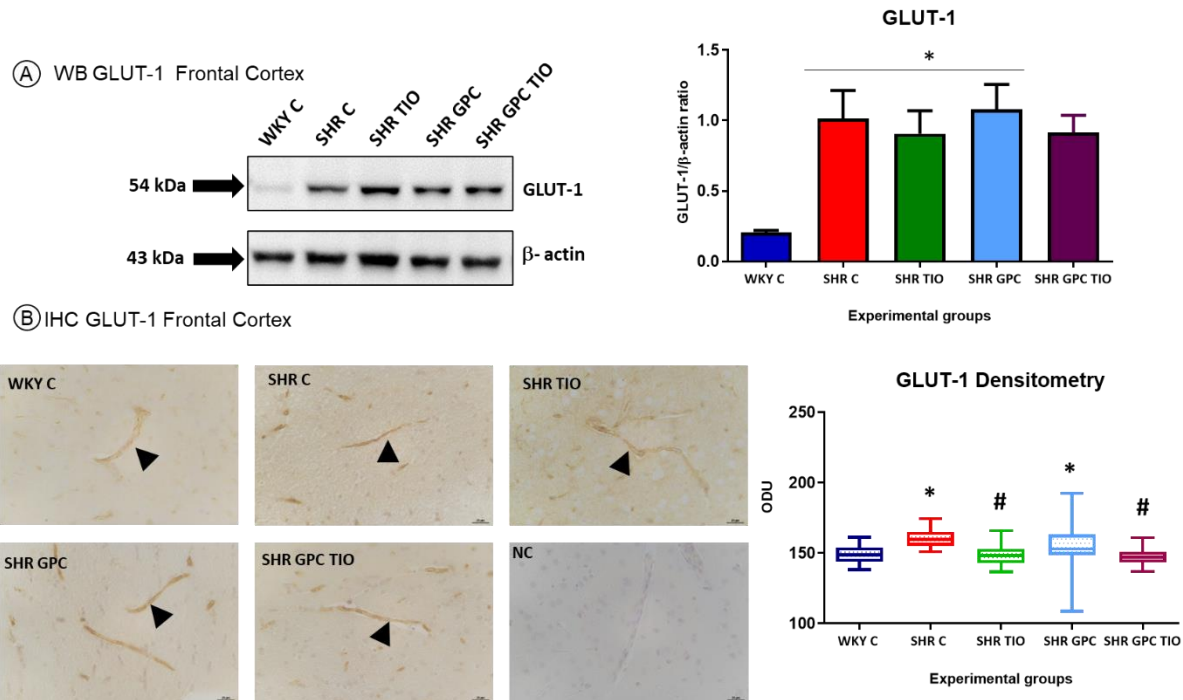 GLUT-1
Ⓐ WB GLUT-1 Frontal Cortex
WKY C
SHR C
SHR TIO
SHR GPC
SHR GPC TIO
54 kDa
GLUT-1
43 kDa
β- actin
GLUT-1/β-actin ratio
1.5
1.0
0.5
0.0
*
WKY C SHR C SHR TIO SHR GPC SHR GPC TIO
Experimental groups
Ⓑ IHC GLUT-1 Frontal Cortex
WKY C
SHR C
SHR TIO
SHR GPC
SHR GPC TIO
NC
GLUT-1 Densitometry
ODU
250
200
150
100
* # * #
WKY C SHR C SHR TIO SHR GPC SHR GPC TIO
Experimental groups